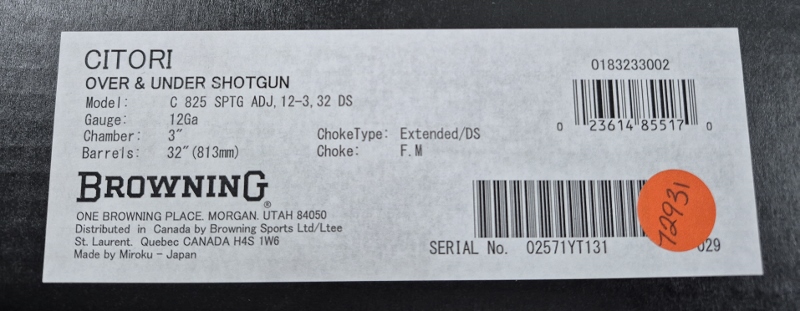 CITORI
OVER & UNDER SHOTGUN
Model: C 825 SPTG ADJ, 12-3, 32 DS
Gauge: 12Ga
Chamber: 3"
Barrels: 32"(813mm)
ChokeType: Extended/DS
Choke: F.M
0183233002
0 23614 85517 0
BROWNING®
ONE BROWNING PLACE. MORGAN. UTAH 84050
Distributed in Canada by Browning Sports Ltd/Ltee
St. Laurent. Quebec CANADA H4S 1W6
Made by Miroku - Japan
SERIAL No. 02571YT131
029
72931